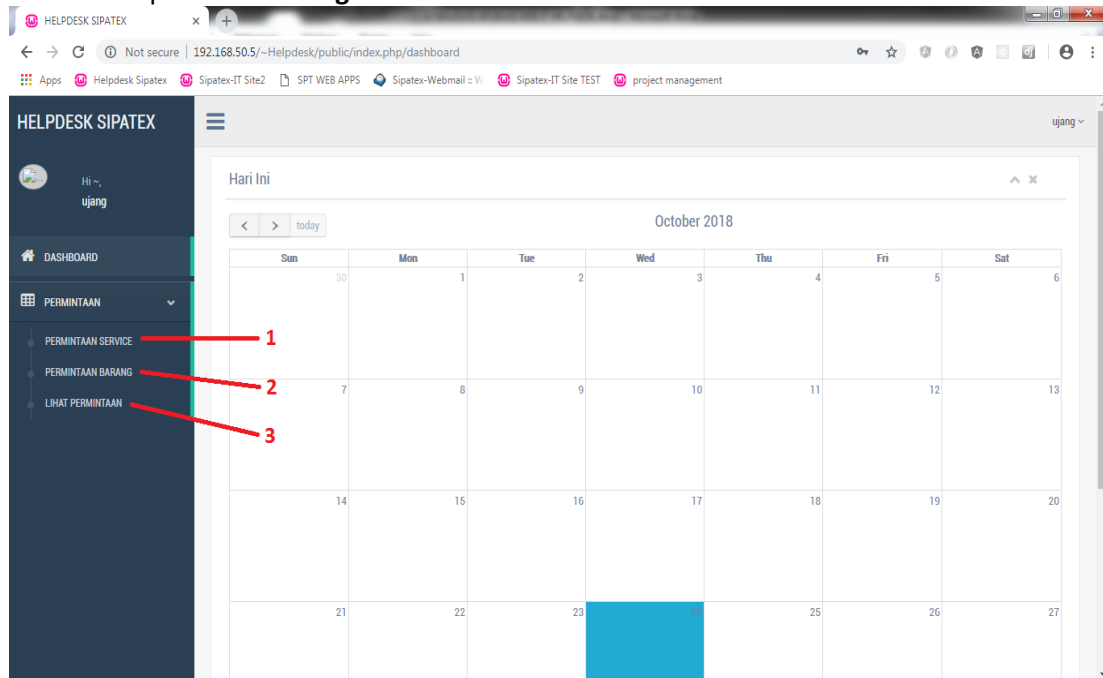 HELPDESK SIPATEX
Not secure | 192.168.50.5/~Helpdesk/public/index.php/dashboard
Apps Helpdesk Sipatex Sipatex-IT Site2 SPT WEB APPS Sipatex-Webmail :: Sipatex-IT Site TEST project management
HELPDESK SIPATEX
ujang
Hi ~,
ujang
DASHBOARD
PERMINTAAN
PERMINTAAN SERVICE
PERMINTAAN BARANG
LIHAT PERMINTAAN
1
2
3
Hari Ini
today
October 2018
Sun Mon Tue Wed Thu Fri Sat
30 1 2 3 4 5 6
7 8 9 10 11 12 13
14 15 16 17 18 19 20
21 22 23 24 25 26 27